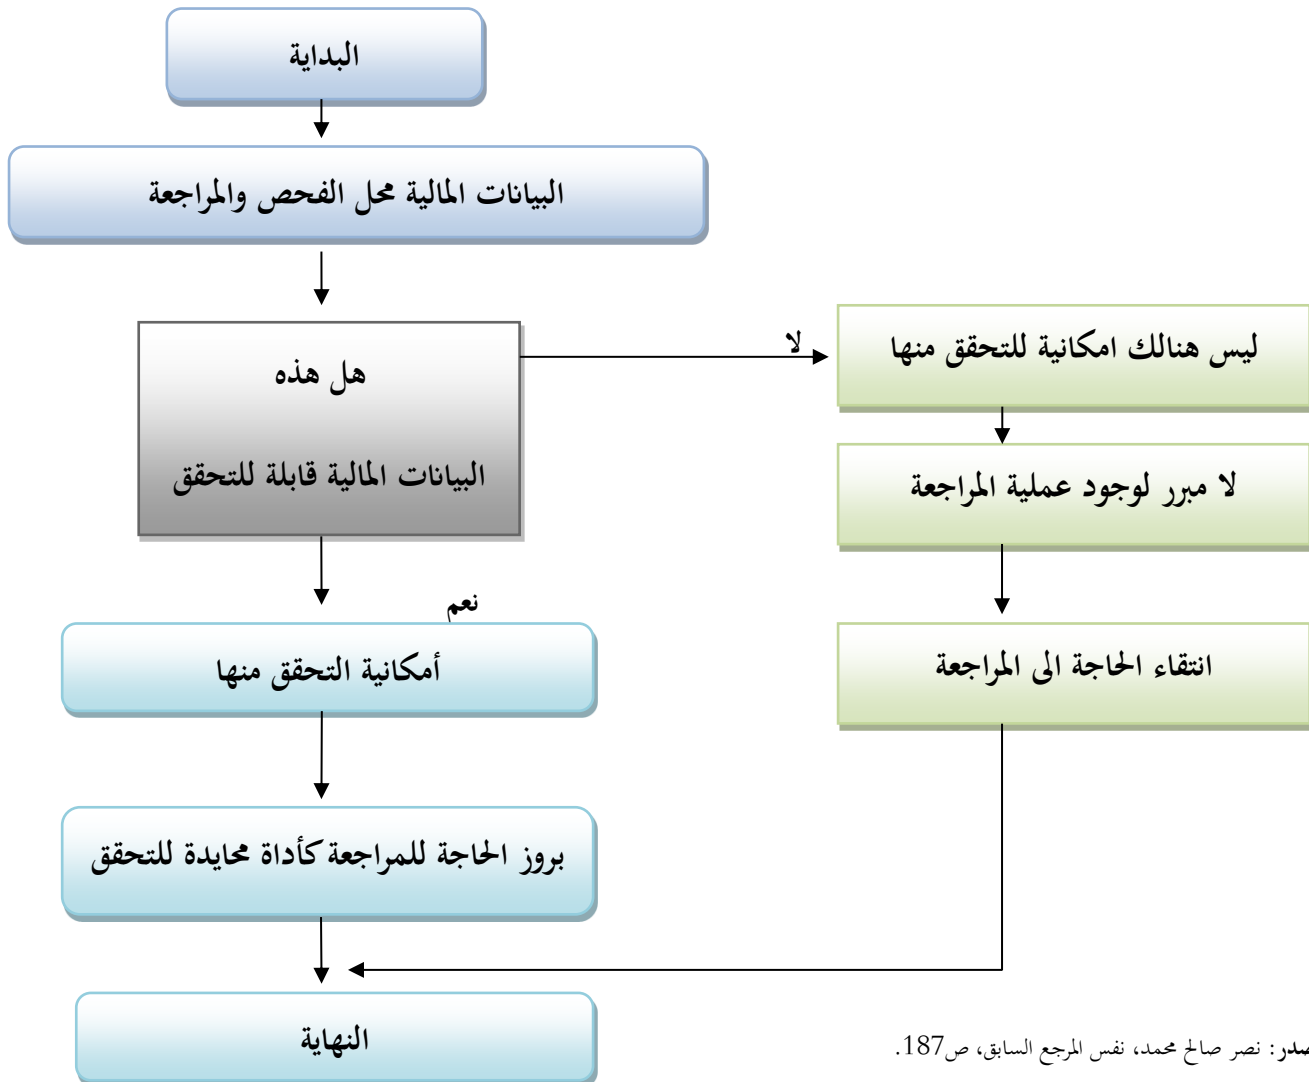 البداية
البيانات المالية محل الفحص والمراجعة
هل هذه
البيانات المالية قابلة للتحقق
لا
ليس هنالك امكانية للتحقق منها
لا مبرر لوجود عملية المراجعة
انتقاء الحاجة الى المراجعة
نعم
أمكانية التحقق منها
بروز الحاجة للمراجعة كأداة محايدة للتحقق
النهاية
صدر: نصر صالح محمد، نفس المرجع السابق، ص187.